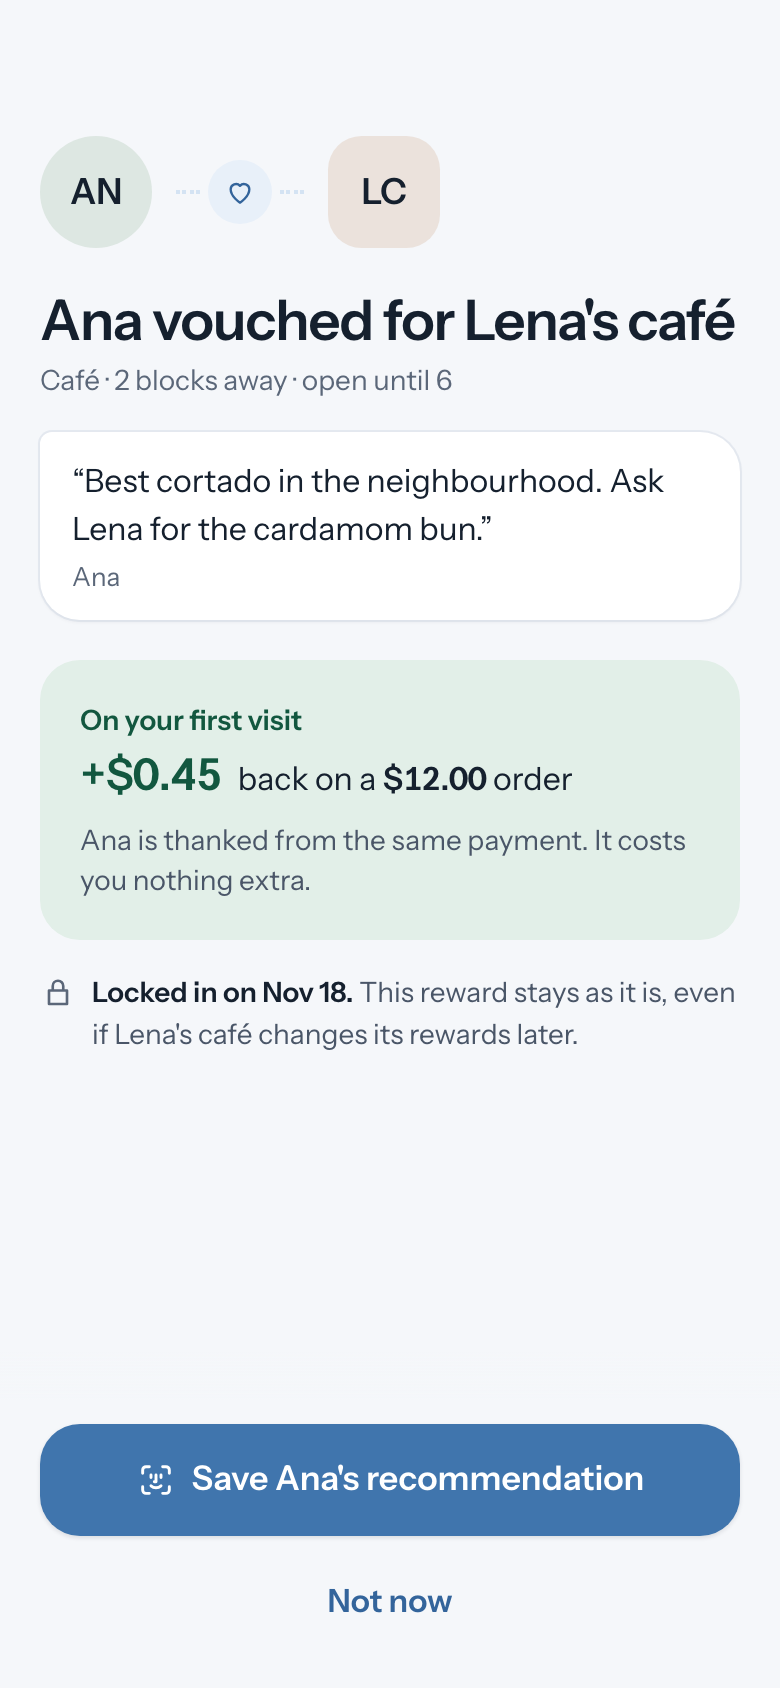 AN
LC
Ana vouched for Lena's café
Café · 2 blocks away · open until 6
“Best cortado in the neighbourhood. Ask
Lena for the cardamom bun.”
Ana
On your first visit
+$0.45 back on a $12.00 order
Ana is thanked from the same payment. It costs
you nothing extra.
Locked in on Nov 18. This reward stays as it is, even
if Lena's café changes its rewards later.
Save Ana's recommendation
Not now